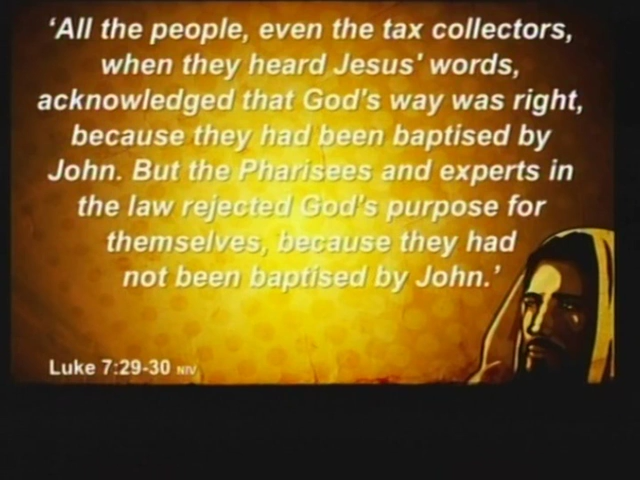 ‘All the people, even the tax collectors,
when they heard Jesus' words,
acknowledged that God's way was right,
because they had been baptised by
John. But the Pharisees and experts in
the law rejected God's purpose for
themselves, because they had
not been baptised by John.’
Luke 7:29-30 NIV